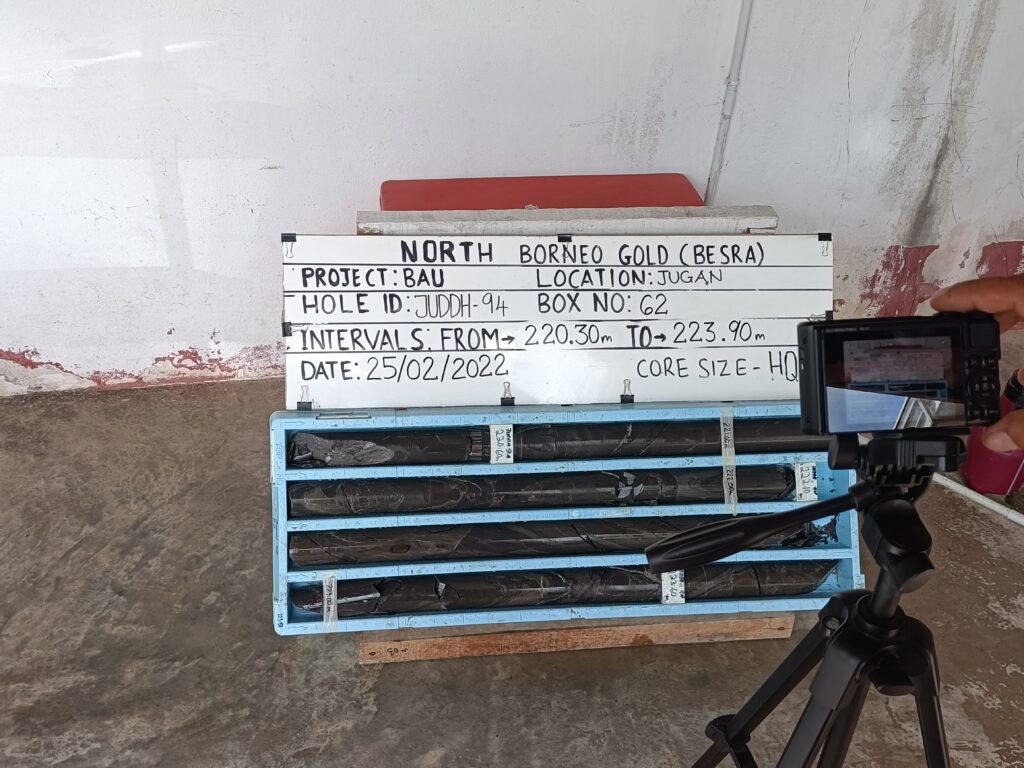 NORTH BORNEO GOLD (BESRA)
PROJECT: BAU LOCATION: JUGAN
HOLE ID: JUDDH-94 BOX NO: 62
INTERVALS: FROM→ 220.30m TO→ 223.90m
DATE: 25/02/2022 CORE SIZE - HQ